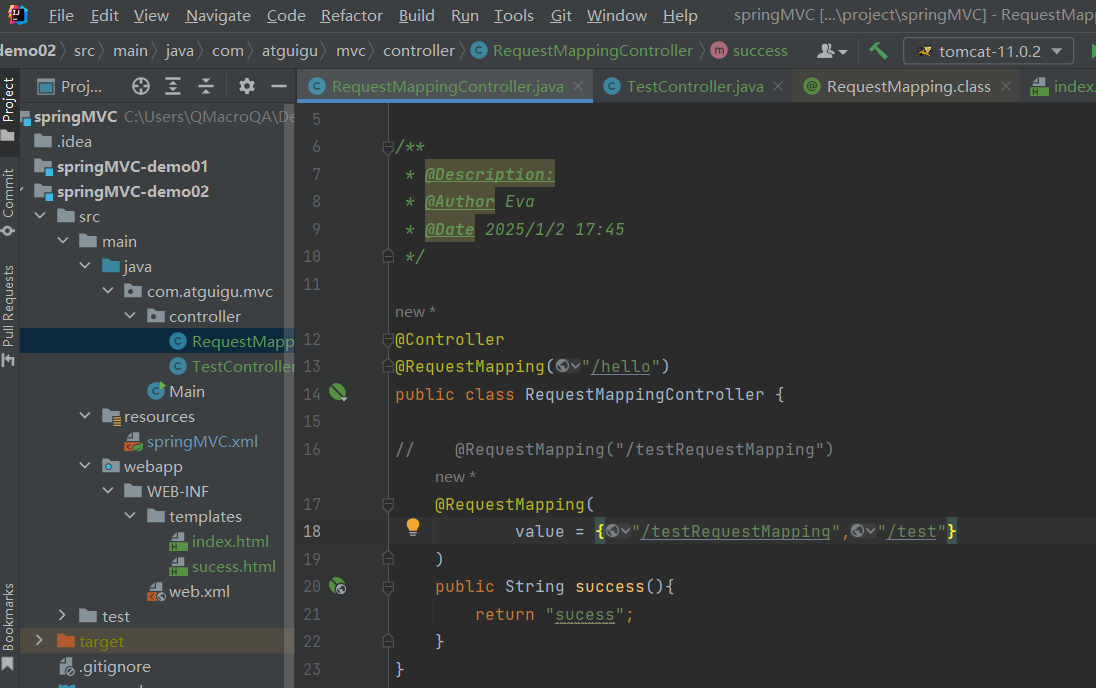 File Edit View Navigate Code Refactor Build Run Tools Git Window Help springMVC [...\project\springMVC] - RequestMapp
demo02 src main java com atguigu mvc controller RequestMappingController success tomcat-11.0.2
Project
Commit
Pull Requests
Bookmarks
Proj...
springMVC C:\Users\QMacroQA\De
.idea
springMVC-demo01
springMVC-demo02
src
main
java
com.atguigu.mvc
controller
RequestMapp
TestController
Main
resources
springMVC.xml
webapp
WEB-INF
templates
index.html
sucess.html
web.xml
test
target
.gitignore
RequestMappingController.java TestController.java RequestMapping.class index.
5
6 /**
7 * @Description:
8 * @Author Eva
9 * @Date 2025/1/2 17:45
10 */
11
new *
12 @Controller
13 @RequestMapping("/hello")
14 public class RequestMappingController {
15
16 // @RequestMapping("/testRequestMapping")
new *
17 @RequestMapping(
18 value = {"/testRequestMapping","/test"}
19 )
20 public String success(){
21 return "sucess";
22 }
23 }